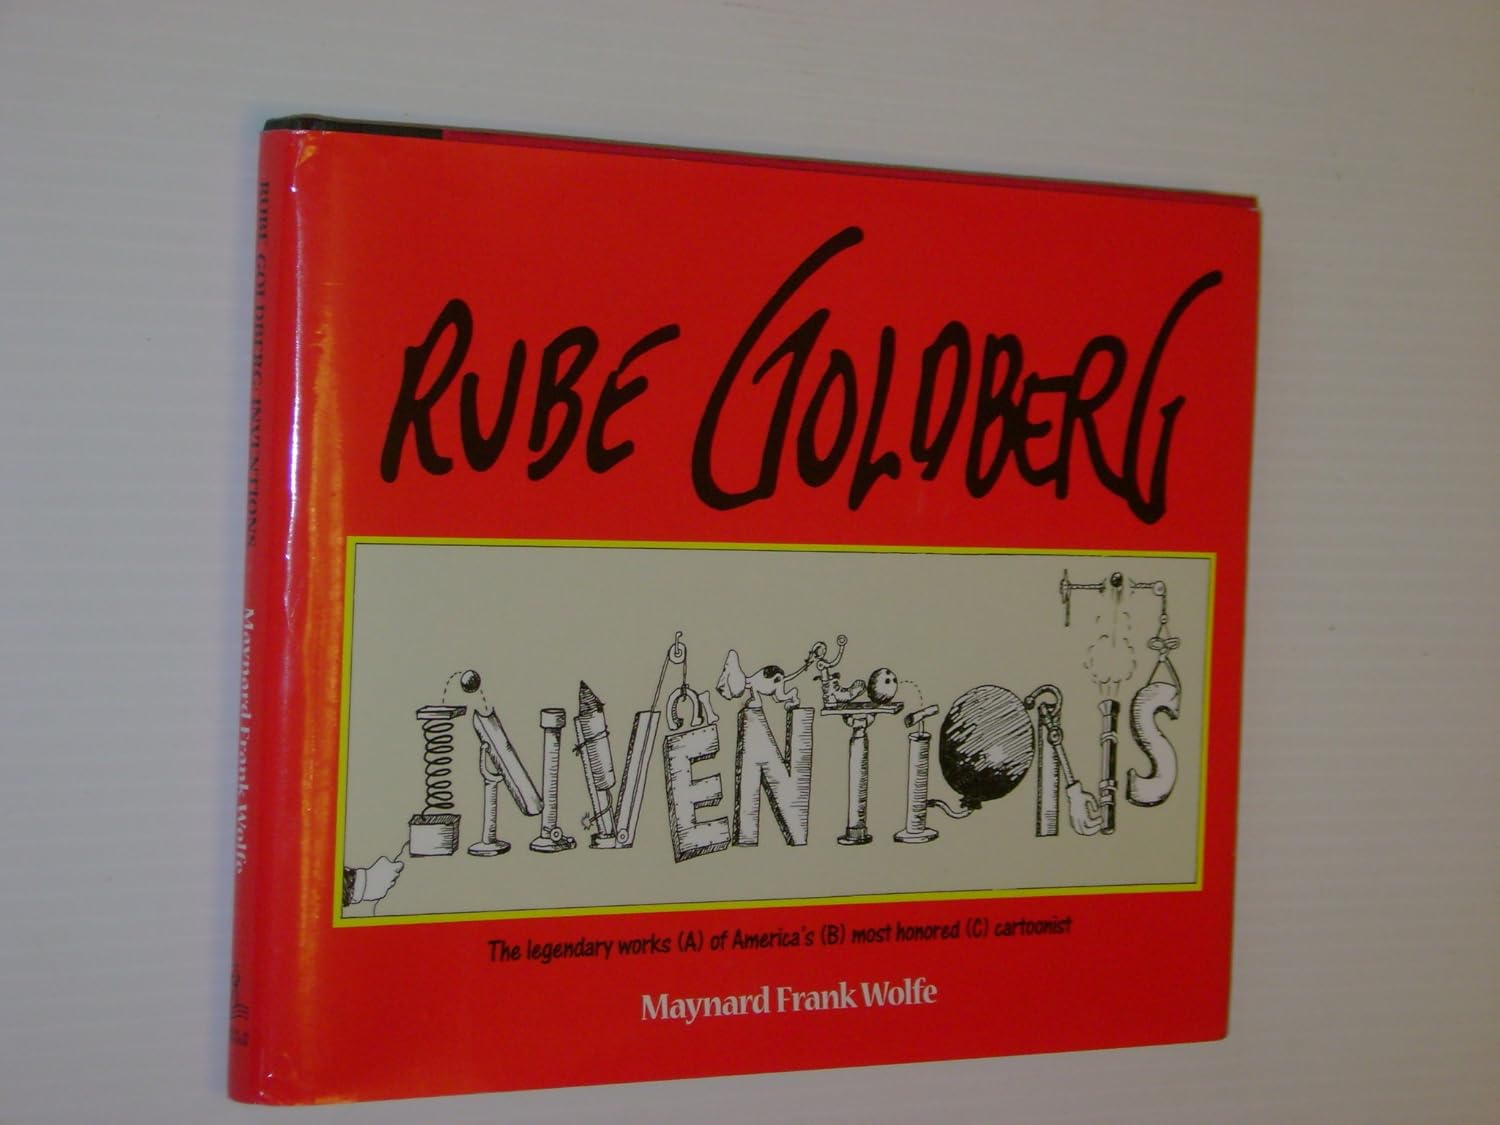 RUBE GOLDBERG
INVENTIONS
The legendary works (A) of America's (B) most honored (C) cartoonist
Maynard Frank Wolfe
RUBE GOLDBERG INVENTIONS Maynard Frank Wolfe